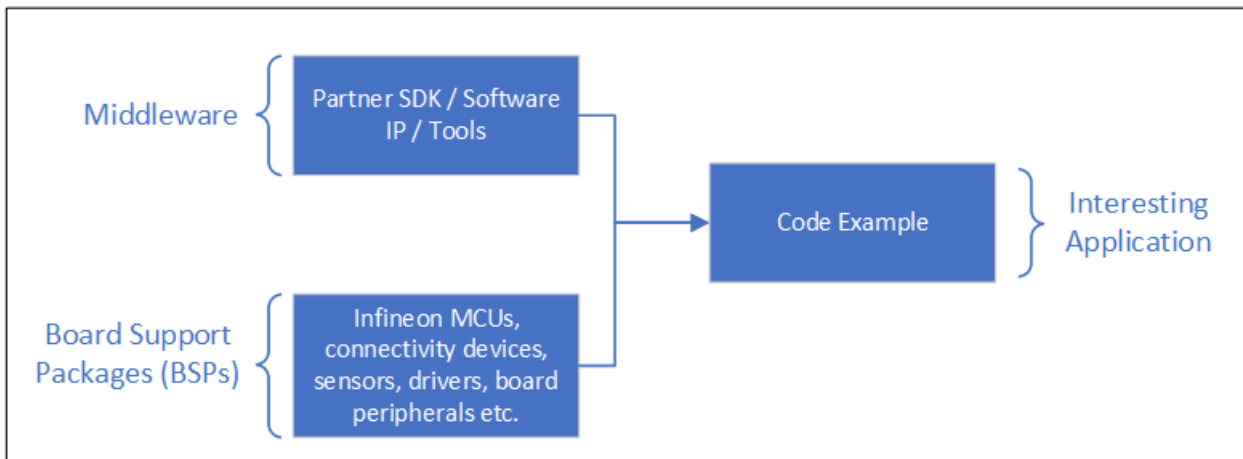 Middleware
Partner SDK / Software
IP / Tools
Code Example
Interesting
Application
Board Support
Packages (BSPs)
Infineon MCUs,
connectivity devices,
sensors, drivers, board
peripherals etc.